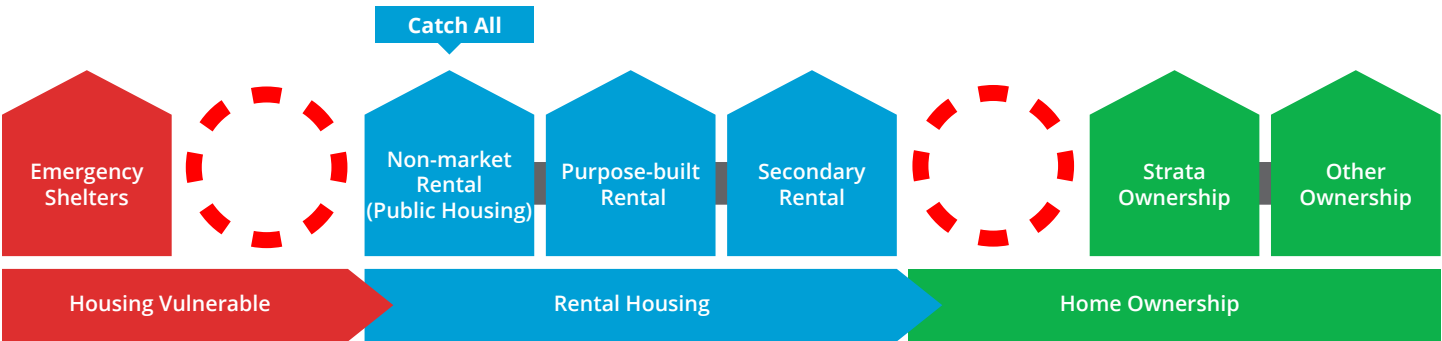 Catch All
Emergency
Shelters
Non-market
Rental
(Public Housing)
Purpose-built
Rental
Secondary
Rental
Strata
Ownership
Other
Ownership
Housing Vulnerable
Rental Housing
Home Ownership